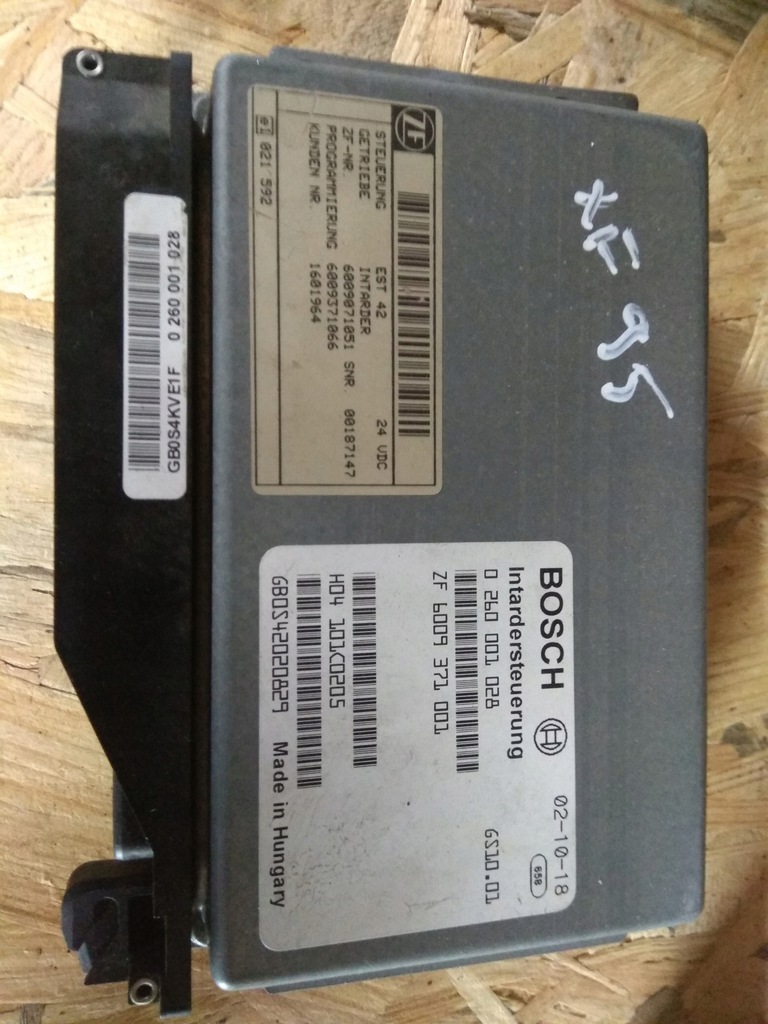 XF 95
ZF
STEUERUNG EST 42 24 VDC
GETRIEBE INTARDER
ZF-NR. 6009071051 SNR. 00187147
PROGRAMMIERUNG 6009371066
KUNDEN NR. 1601964
e1 021 592
GB0S4KVE1F 0 260 001 028
BOSCH 02-10-18
Intardersteuerung 658
0 260 001 028 GS10.01
ZF 6009 371 001
H04 101C0205
GB0S42020829 Made in Hungary